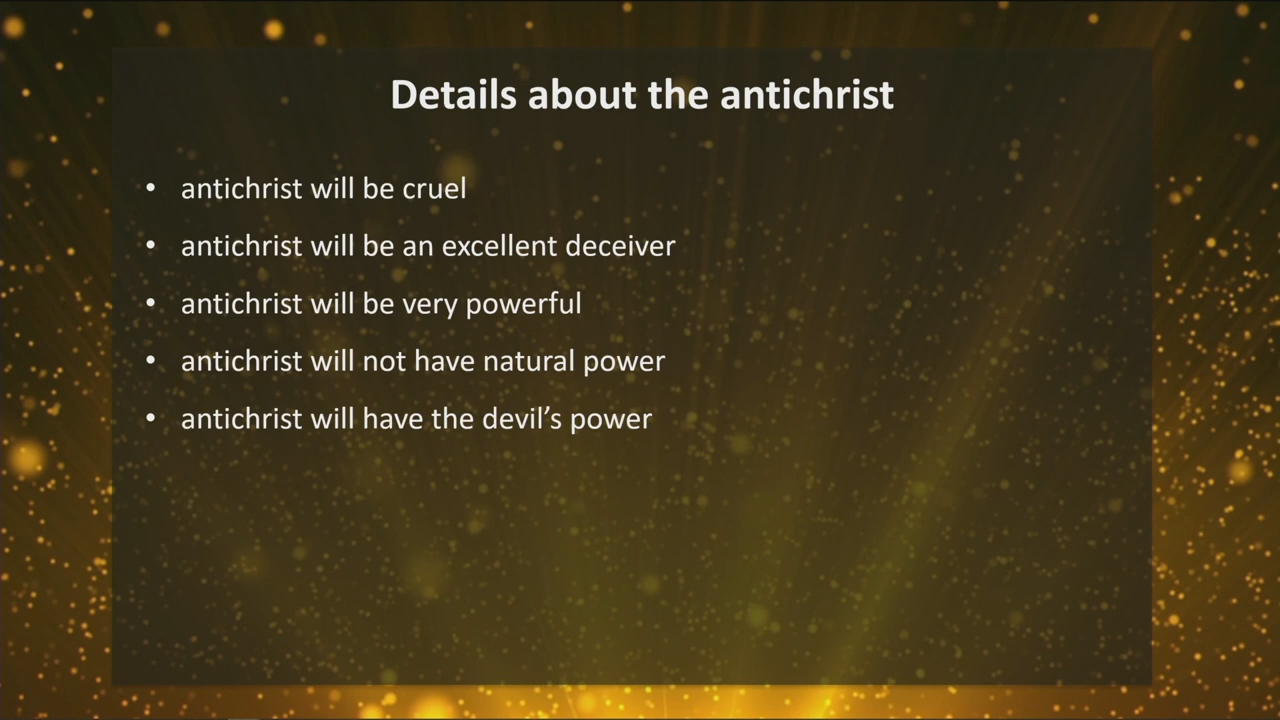 Details about the antichrist
• antichrist will be cruel
• antichrist will be an excellent deceiver
• antichrist will be very powerful
• antichrist will not have natural power
• antichrist will have the devil’s power